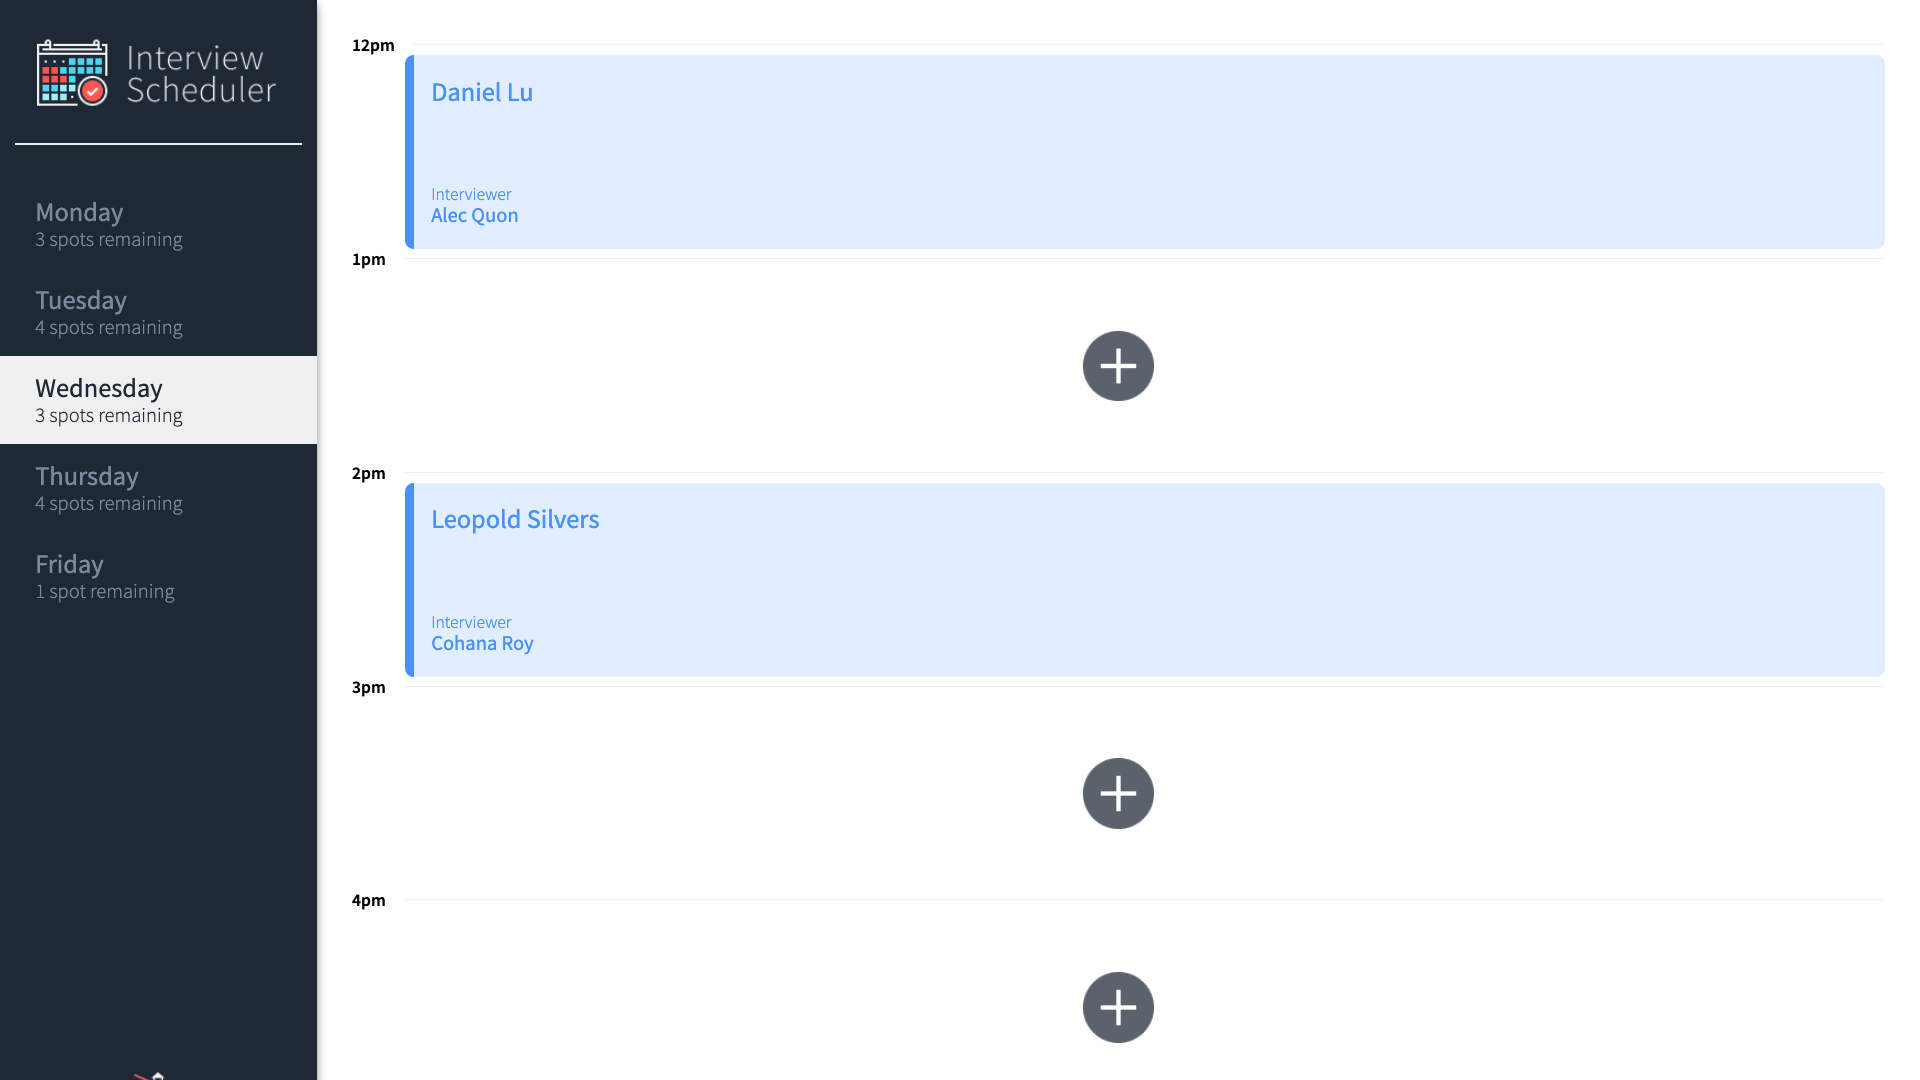 Interview
Scheduler
Monday
3 spots remaining
Tuesday
4 spots remaining
Wednesday
3 spots remaining
Thursday
4 spots remaining
Friday
1 spot remaining
12pm
Daniel Lu
Interviewer
Alec Quon
1pm
2pm
Leopold Silvers
Interviewer
Cohana Roy
3pm
4pm